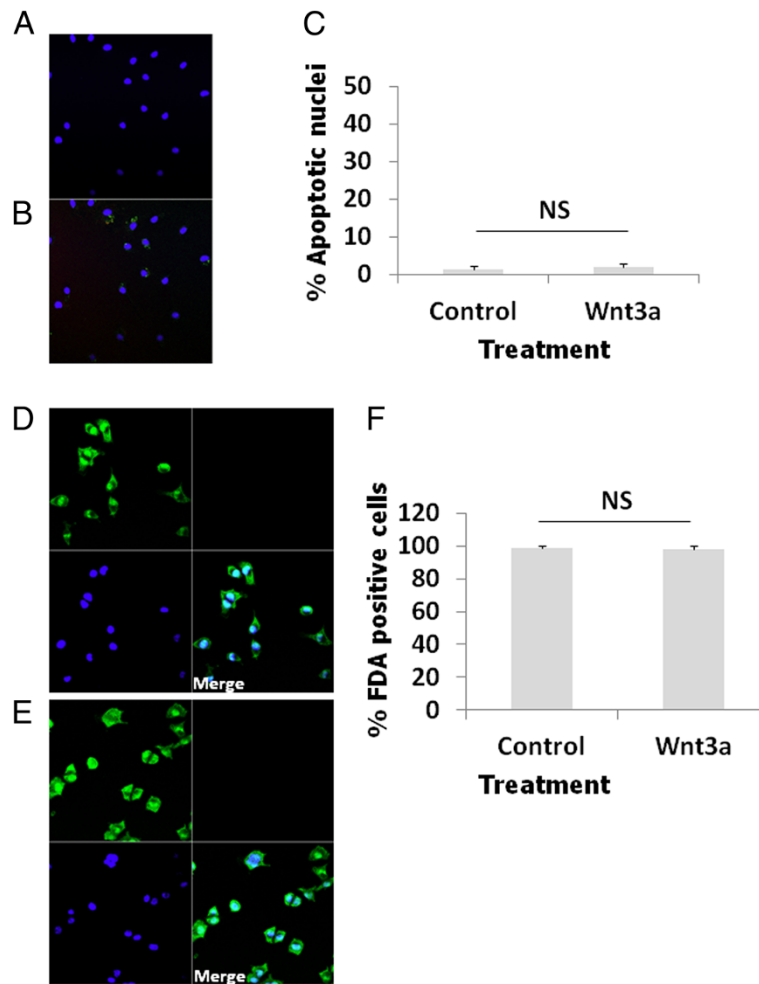 A
B
C
% Apoptotic nuclei
50
40
30
20
10
0
NS
Control Wnt3a
Treatment
D
Merge
E
Merge
F
% FDA positive cells
120
100
80
60
40
20
0
NS
Control Wnt3a
Treatment